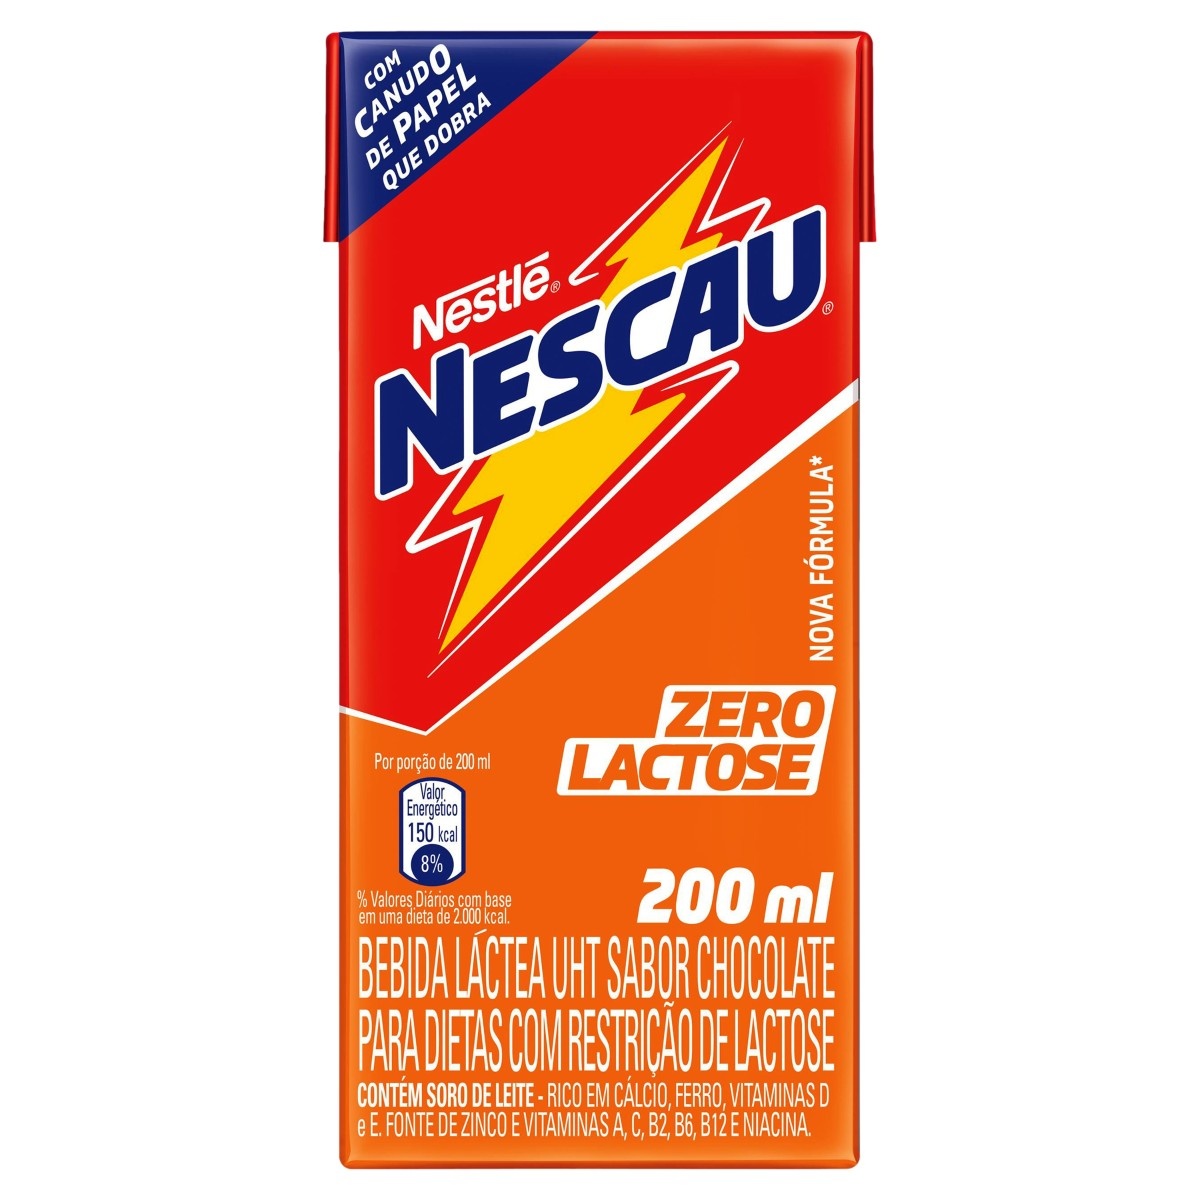 COM
CANUDO
DE PAPEL
QUE DOBRA
Nestlé®
NESCAU®
NOVA FÓRMULA*
ZERO
LACTOSE
Por porção de 200 ml
Valor
Energético
150 kcal
8%
% Valores Diários com base
em uma dieta de 2.000 kcal.
200 ml
BEBIDA LÁCTEA UHT SABOR CHOCOLATE
PARA DIETAS COM RESTRIÇÃO DE LACTOSE
CONTÉM SORO DE LEITE - RICO EM CÁLCIO, FERRO, VITAMINAS D
e E. FONTE DE ZINCO E VITAMINAS A, C, B2, B6, B12 E NIACINA.